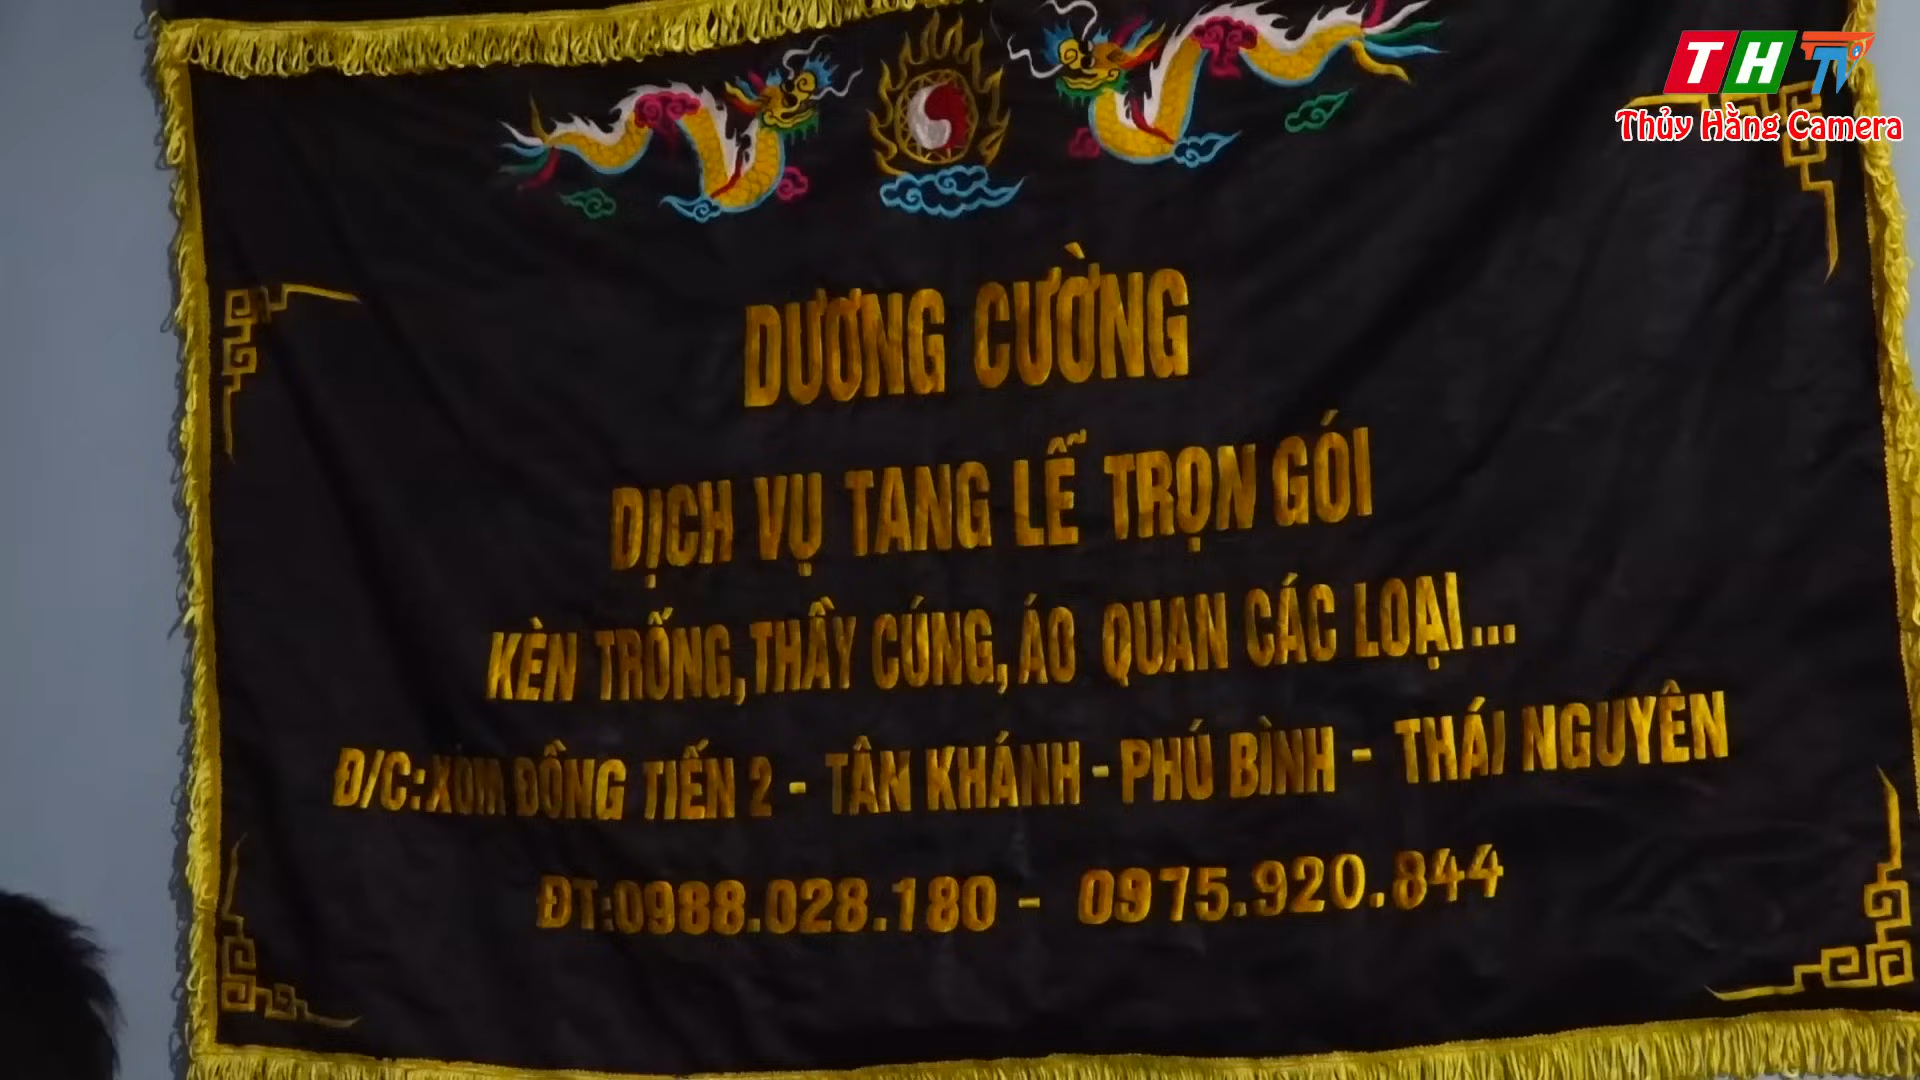 THTV
Thủy Hằng Camera
DƯƠNG CƯỜNG
DỊCH VỤ TANG LỄ TRỌN GÓI
KÈN TRỐNG, THẦY CÚNG, ÁO QUAN CÁC LOẠI...
Đ/C: XÓM ĐỒNG TIẾN 2 - TÂN KHÁNH - PHÚ BÌNH - THÁI NGUYÊN
ĐT: 0988.028.180 - 0975.920.844